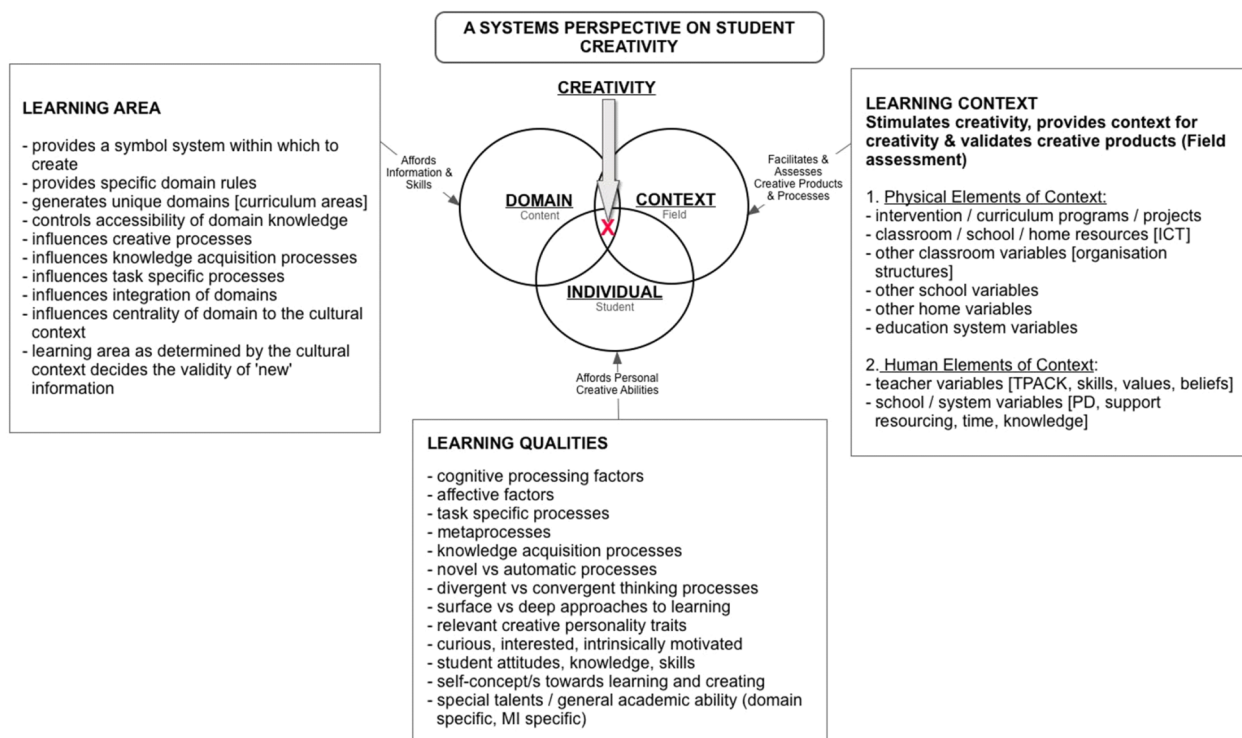 A SYSTEMS PERSPECTIVE ON STUDENT
CREATIVITY
LEARNING AREA
- provides a symbol system within which to
create
- provides specific domain rules
- generates unique domains [curriculum areas]
- controls accessibility of domain knowledge
- influences creative processes
- influences knowledge acquisition processes
- influences task specific processes
- influences integration of domains
- influences centrality of domain to the cultural
context
- learning area as determined by the cultural
context decides the validity of 'new'
information
Affords
Information
& Skills
CREATIVITY
DOMAIN
Content
CONTEXT
Field
X
INDIVIDUAL
Student
Facilitates &
Assesses
Creative Products
& Processes
Affords Personal
Creative Abilities
LEARNING CONTEXT
Stimulates creativity, provides context for
creativity & validates creative products (Field
assessment)
1. Physical Elements of Context:
- intervention / curriculum programs / projects
- classroom / school / home resources [ICT]
- other classroom variables [organisation
structures]
- other school variables
- other home variables
- education system variables
2. Human Elements of Context:
- teacher variables [TPACK, skills, values, beliefs]
- school / system variables [PD, support
resourcing, time, knowledge]
LEARNING QUALITIES
- cognitive processing factors
- affective factors
- task specific processes
- metaprocesses
- knowledge acquisition processes
- novel vs automatic processes
- divergent vs convergent thinking processes
- surface vs deep approaches to learning
- relevant creative personality traits
- curious, interested, intrinsically motivated
- student attitudes, knowledge, skills
- self-concept/s towards learning and creating
- special talents / general academic ability (domain
specific, MI specific)